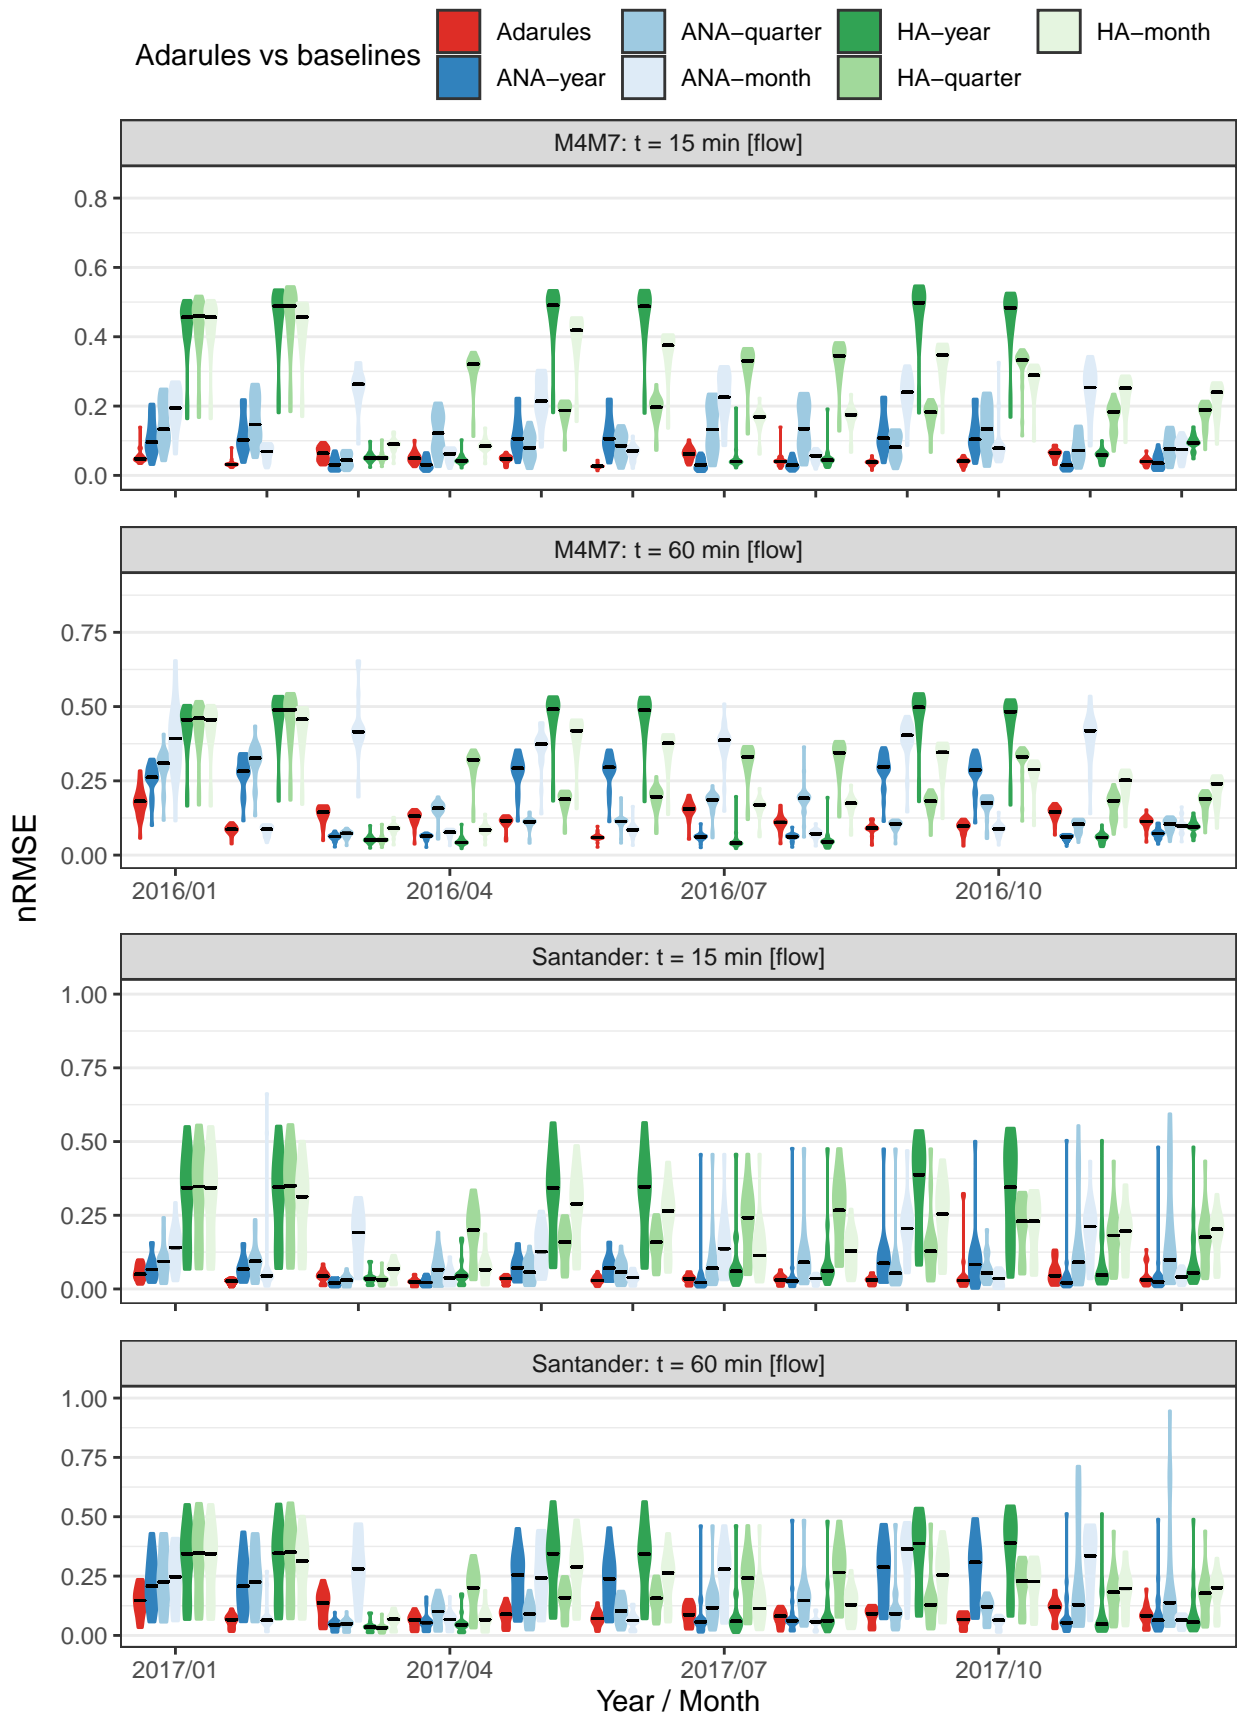 Adarules vs baselines
Adarules ANA−quarter HA−year HA−month
ANA−year ANA−month HA−quarter
M4M7: t = 15 min [flow]
0.8
0.6
0.4
0.2
0.0
M4M7: t = 60 min [flow]
0.75
0.50
0.25
0.00
2016/01 2016/04 2016/07 2016/10
nRMSE
Santander: t = 15 min [flow]
1.00
0.75
0.50
0.25
0.00
Santander: t = 60 min [flow]
1.00
0.75
0.50
0.25
0.00
2017/01 2017/04 2017/07 2017/10
Year / Month